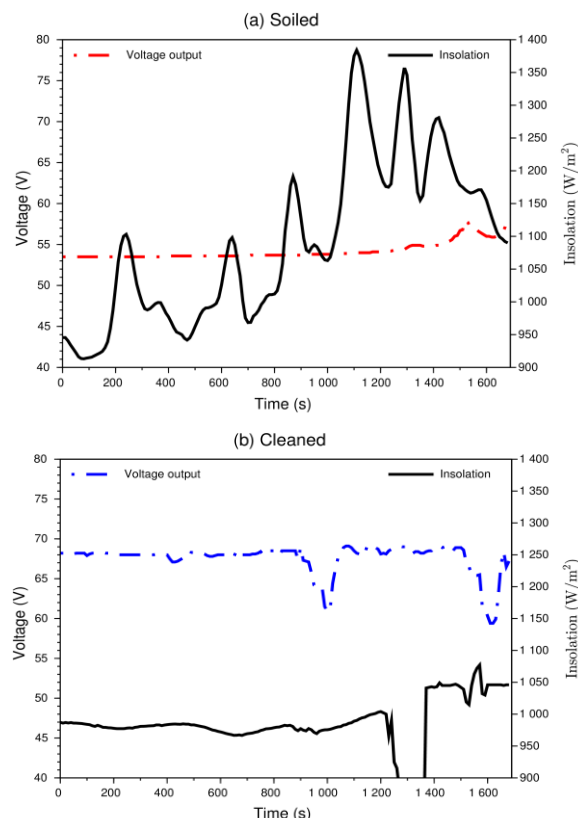 (a) Soiled
Voltage output
Insolation
Voltage (V)
80
75
70
65
60
55
50
45
40
Insolation (W/m²)
1 400
1 350
1 300
1 250
1 200
1 150
1 100
1 050
1 000
950
900
0 200 400 600 800 1 000 1 200 1 400 1 600
Time (s)
(b) Cleaned
Voltage output
Insolation
Voltage (V)
80
75
70
65
60
55
50
45
40
Insolation (W/m²)
1 400
1 350
1 300
1 250
1 200
1 150
1 100
1 050
1 000
950
900
0 200 400 600 800 1 000 1 200 1 400 1 600
Time (s)